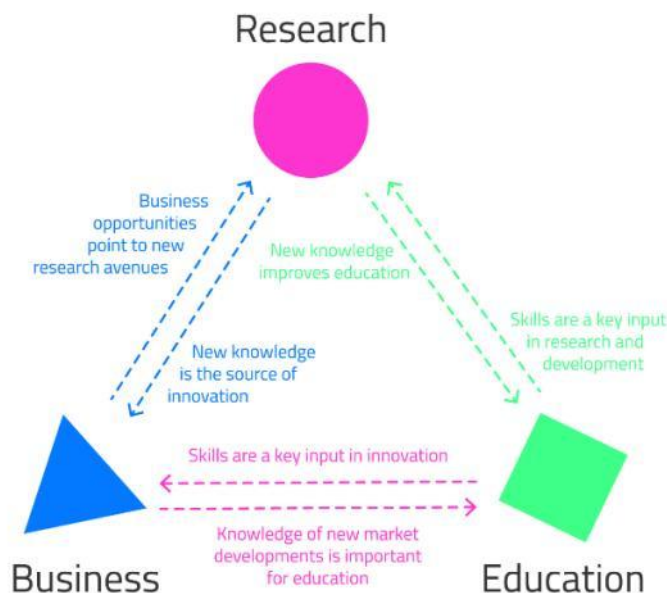 Research
Business
opportunities
point to new
research avenues
New knowledge
improves education
Skills are a key input
in research and
development
New knowledge
is the source of
innovation
Skills are a key input in innovation
Knowledge of new market
developments is important
for education
Business
Education